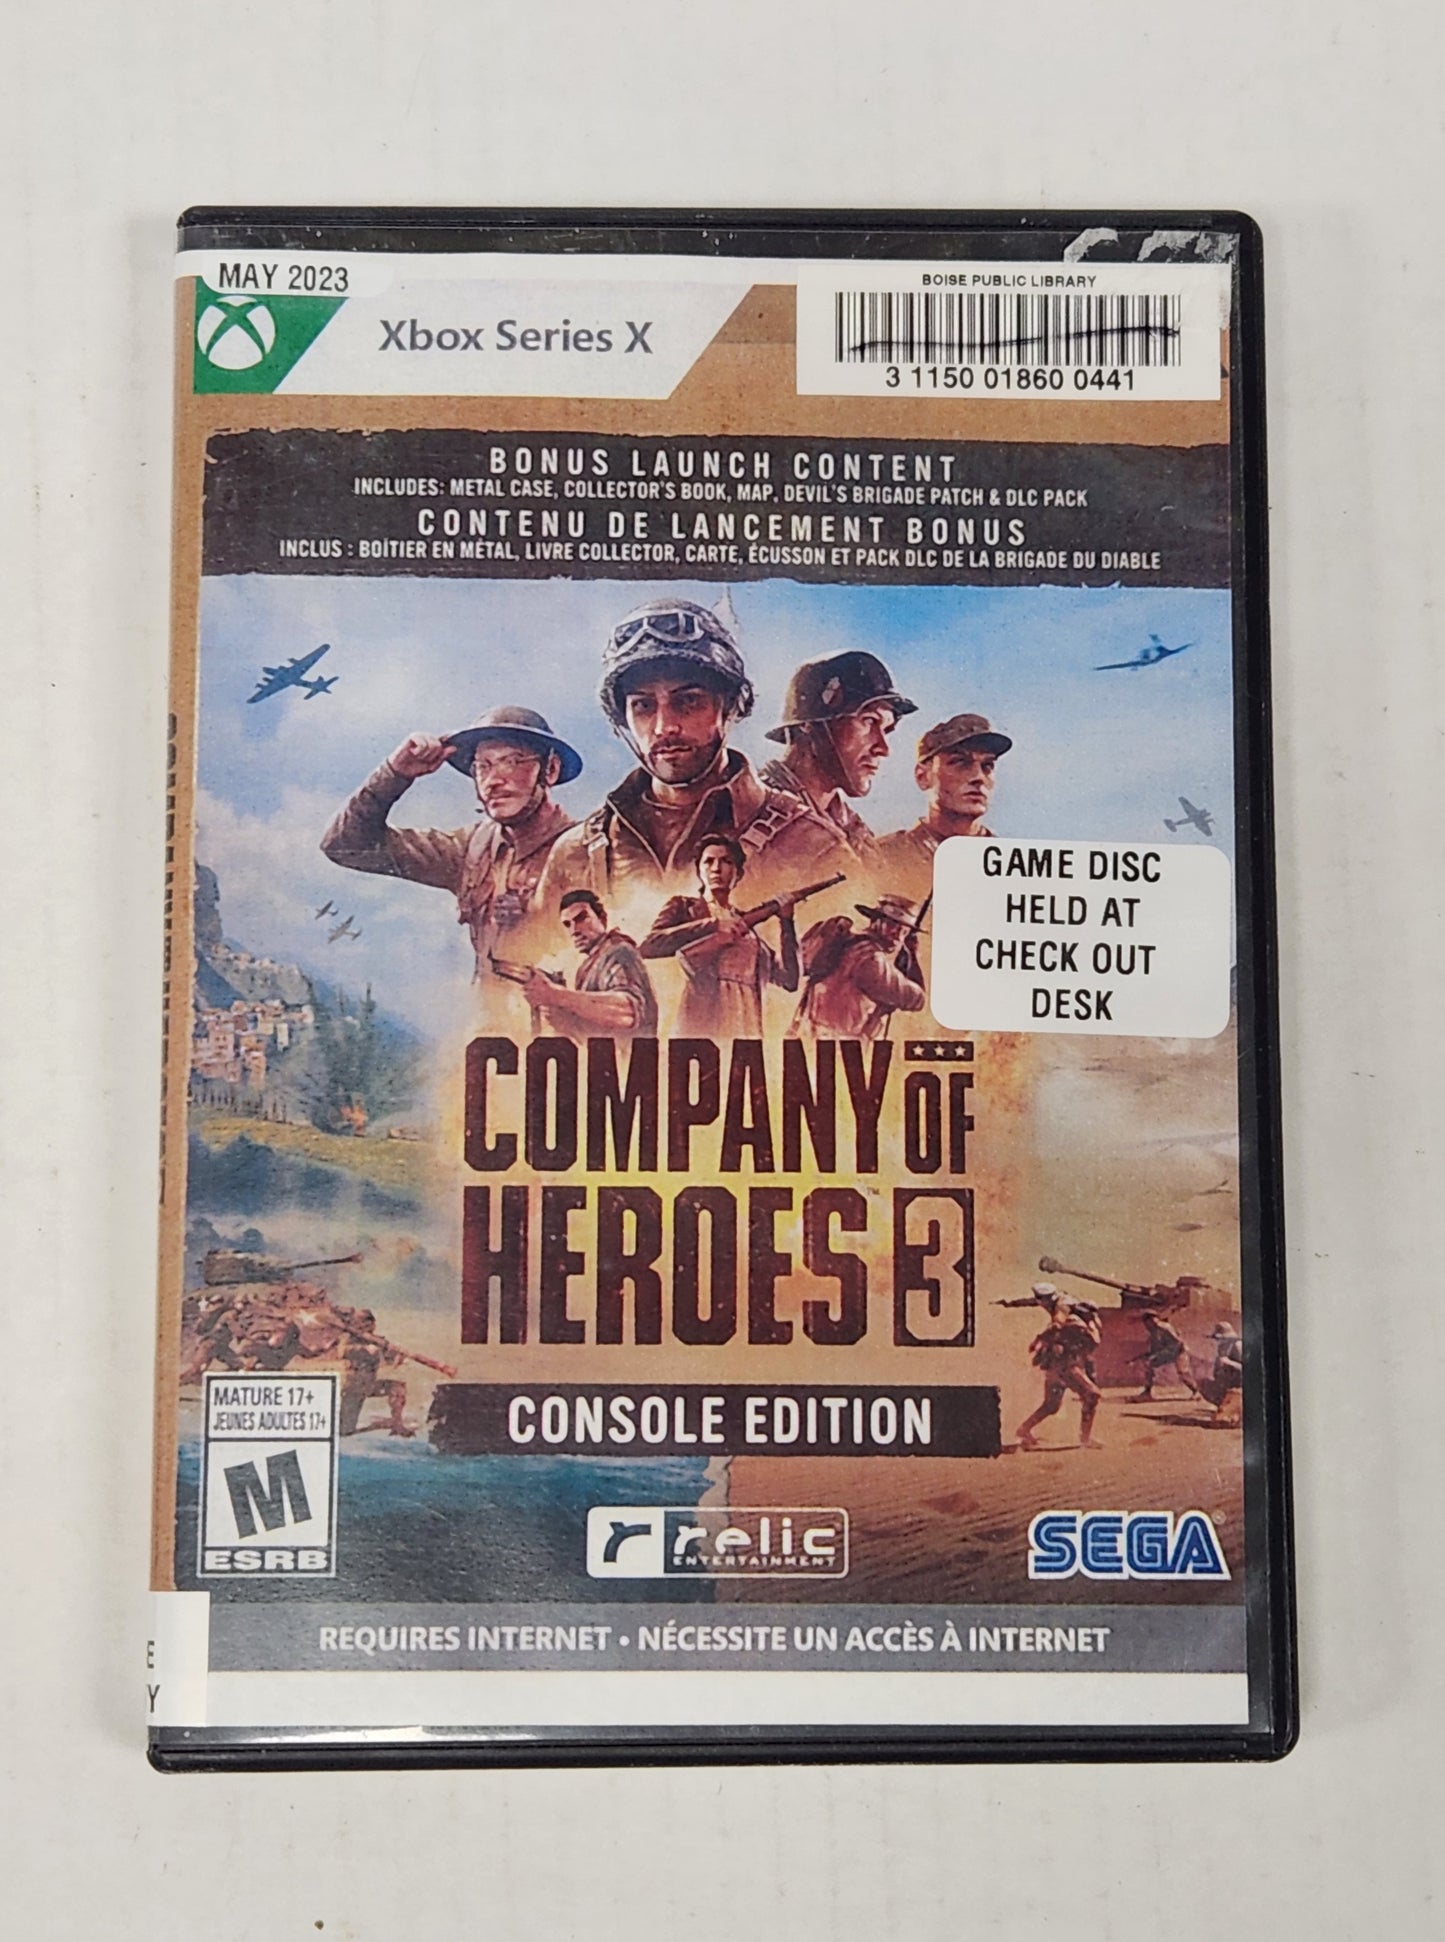 MAY 2023
Xbox Series X
BOISE PUBLIC LIBRARY
3 1150 01860 0441
BONUS LAUNCH CONTENT
INCLUDES: METAL CASE, COLLECTOR'S BOOK, MAP, DEVIL'S BRIGADE PATCH & DLC PACK
CONTENU DE LANCEMENT BONUS
INCLUS : BOÎTIER EN MÉTAL, LIVRE COLLECTOR, CARTE, ÉCUSSON ET PACK DLC DE LA BRIGADE DU DIABLE
GAME DISC
HELD AT
CHECK OUT
DESK
COMPANY OF
HEROES 3
™
CONSOLE EDITION
MATURE 17+
JEUNES ADULTES 17+
M
ESRB
r relic
ENTERTAINMENT
SEGA®
REQUIRES INTERNET • NÉCESSITE UN ACCÈS À INTERNET
E
Y